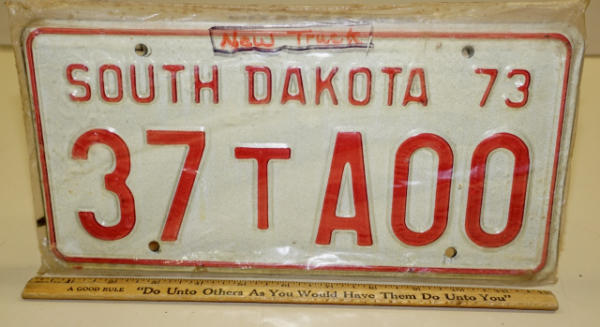 New Truck
SOUTH DAKOTA 73
37 T A00
A GOOD RULE "Do Unto Others As You Would Have Them Do Unto You"